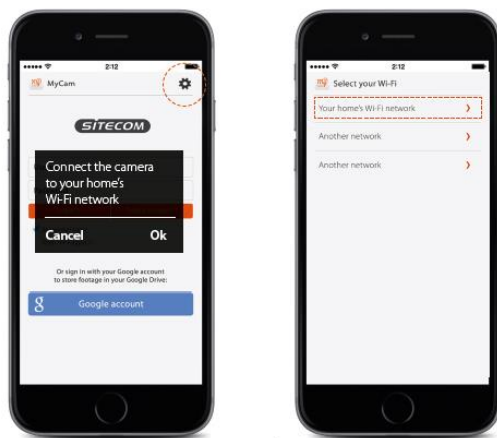 2:12
MyCam
SITECOM
Connect the camera
to your home's
Wi-Fi network
Cancel Ok
Or sign in with your Google account
to store footage in your Google Drive:
g Google account
2:12
Select your Wi-Fi
Your home's Wi-Fi network
Another network
Another network